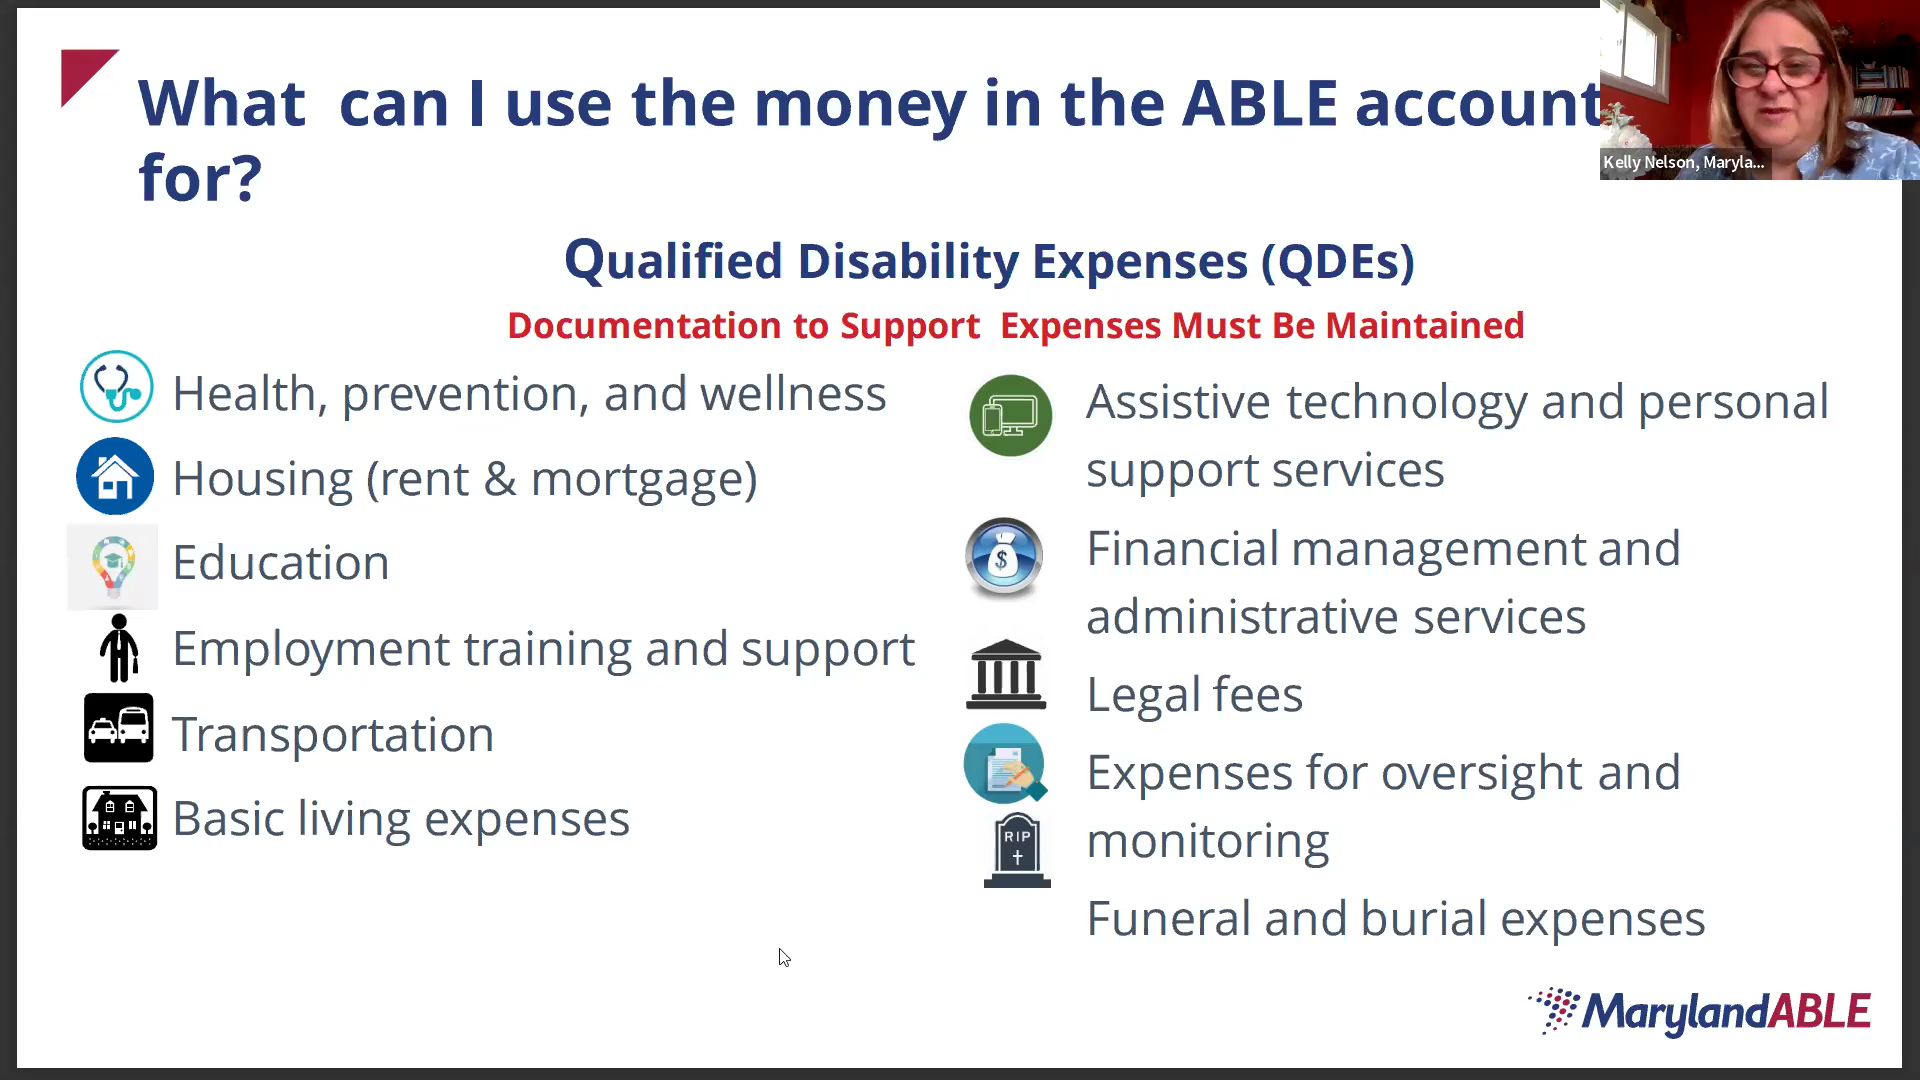 What  can I use the money in the ABLE account
for?
Kelly Nelson, Maryla...
Qualified Disability Expenses (QDEs)
Documentation to Support  Expenses Must Be Maintained
Health, prevention, and wellness
Housing (rent & mortgage)
Education
Employment training and support
Transportation
Basic living expenses
Assistive technology and personal
support services
$
Financial management and
administrative services
Legal fees
Expenses for oversight and
monitoring
RIP
Funeral and burial expenses
MarylandABLE